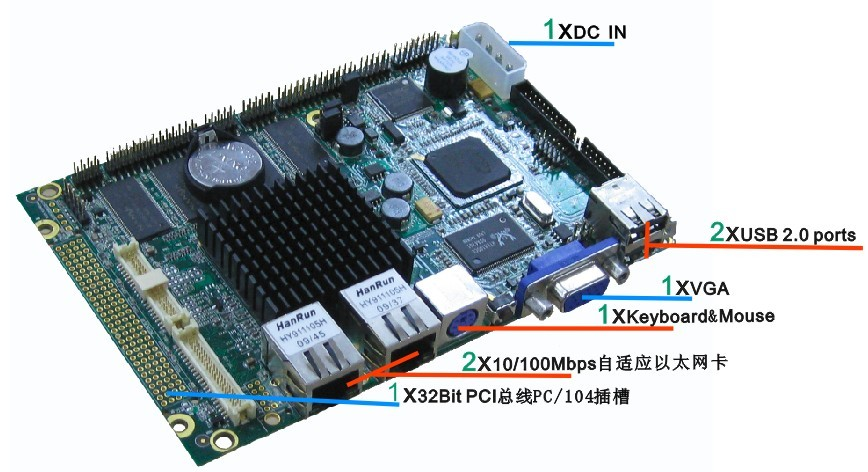 1XDC IN
2XUSB 2.0 ports
1XVGA
1XKeyboard&Mouse
2X10/100Mbps自适应以太网卡
1X32Bit PCI总线PC/104插槽
HanRun
HY911105H
09/37
HanRun
HY911105H
09/45